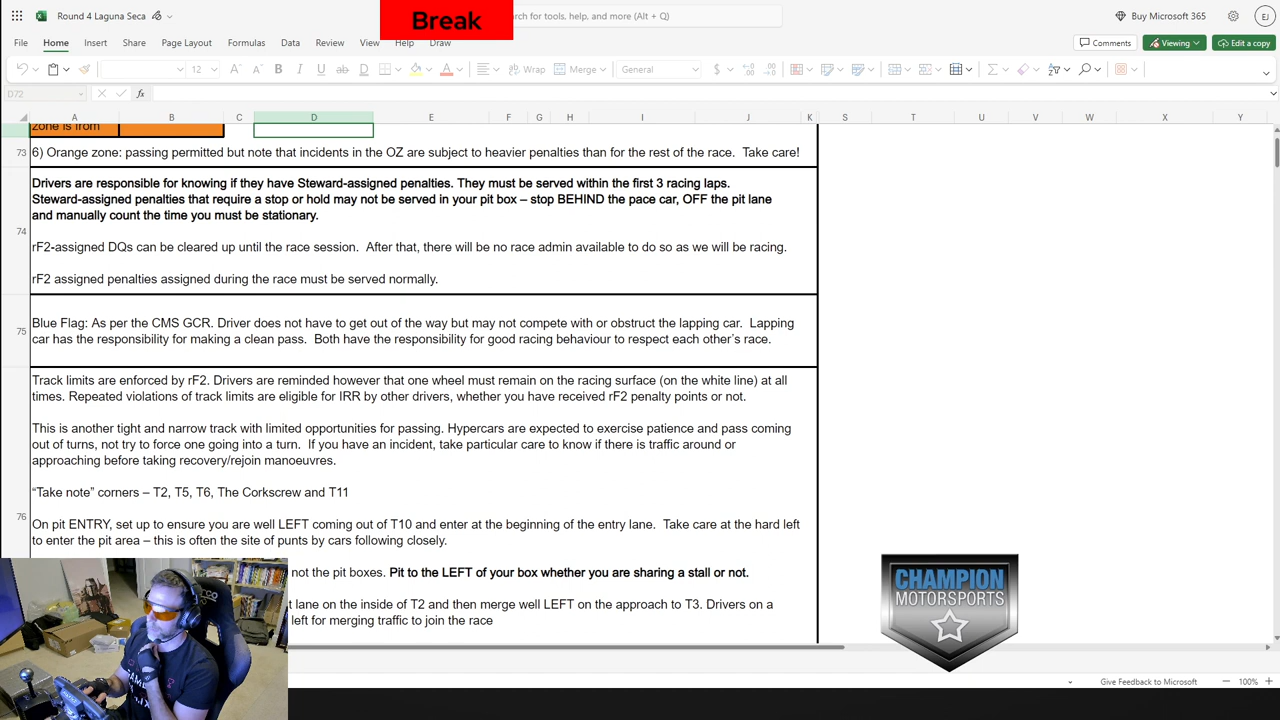 Round 4 Laguna Seca
Break
Search for tools, help, and more (Alt + Q)
Buy Microsoft 365
EJ
File Home Insert Share Page Layout Formulas Data Review View Help Draw
Comments Viewing Edit a copy
12 Wrap Merge General
D72 fx
A B C D E F G H I J K S T U V W X Y
zone is from
73 6) Orange zone: passing permitted but note that incidents in the OZ are subject to heavier penalties than for the rest of the race. Take care!
Drivers are responsible for knowing if they have Steward-assigned penalties. They must be served within the first 3 racing laps.
Steward-assigned penalties that require a stop or hold may not be served in your pit box – stop BEHIND the pace car, OFF the pit lane
and manually count the time you must be stationary.
74
rF2-assigned DQs can be cleared up until the race session. After that, there will be no race admin available to do so as we will be racing.
rF2 assigned penalties assigned during the race must be served normally.
75
Blue Flag: As per the CMS GCR. Driver does not have to get out of the way but may not compete with or obstruct the lapping car. Lapping
car has the responsibility for making a clean pass. Both have the responsibility for good racing behaviour to respect each other's race.
Track limits are enforced by rF2. Drivers are reminded however that one wheel must remain on the racing surface (on the white line) at all
times. Repeated violations of track limits are eligible for IRR by other drivers, whether you have received rF2 penalty points or not.
This is another tight and narrow track with limited opportunities for passing. Hypercars are expected to exercise patience and pass coming
out of turns, not try to force one going into a turn. If you have an incident, take particular care to know if there is traffic around or
approaching before taking recovery/rejoin manoeuvres.
"Take note" corners – T2, T5, T6, The Corkscrew and T11
76
On pit ENTRY, set up to ensure you are well LEFT coming out of T10 and enter at the beginning of the entry lane. Take care at the hard left
to enter the pit area – this is often the site of punts by cars following closely.
not the pit boxes. Pit to the LEFT of your box whether you are sharing a stall or not.
t lane on the inside of T2 and then merge well LEFT on the approach to T3. Drivers on a
left for merging traffic to join the race
CHAMPION
MOTORSPORTS
Give Feedback to Microsoft 100%